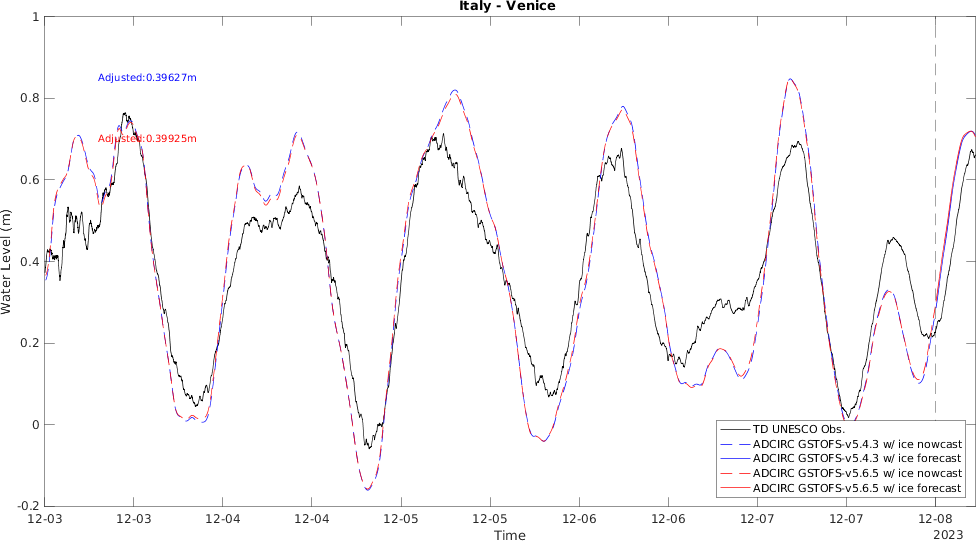 Italy - Venice
1
0.8
0.6
0.4
0.2
0
-0.2
Water Level (m)
Adjusted:0.39627m
Adjusted:0.39925m
TD UNESCO Obs.
ADCIRC GSTOFS-v5.4.3 w/ ice nowcast
ADCIRC GSTOFS-v5.4.3 w/ ice forecast
ADCIRC GSTOFS-v5.6.5 w/ ice nowcast
ADCIRC GSTOFS-v5.6.5 w/ ice forecast
12-03 12-03 12-04 12-04 12-05 12-05 12-06 12-06 12-07 12-07 12-08
2023
Time